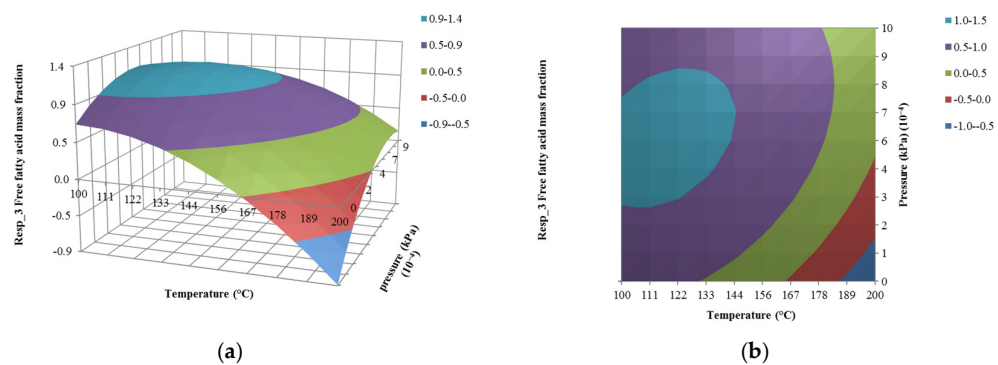 0.9-1.4
0.5-0.9
0.0-0.5
-0.5-0.0
-0.9--0.5
Resp_3 Free fatty acid mass fraction
1.4
0.9
0.5
0.0
-0.5
-0.9
100 111 122 133 144 156 167 178 189 200
0 2 4 7 9
Temperature (°C)
pressure (kPa)
(10⁻⁴)
(a)
1.0-1.5
0.5-1.0
0.0-0.5
-0.5-0.0
-1.0--0.5
Resp_3 Free fatty acid mass fraction
10
9
8
7
6
5
4
3
2
1
0
Pressure (kPa) (10⁻⁴)
100 111 122 133 144 156 167 178 189 200
Temperature (°C)
(b)